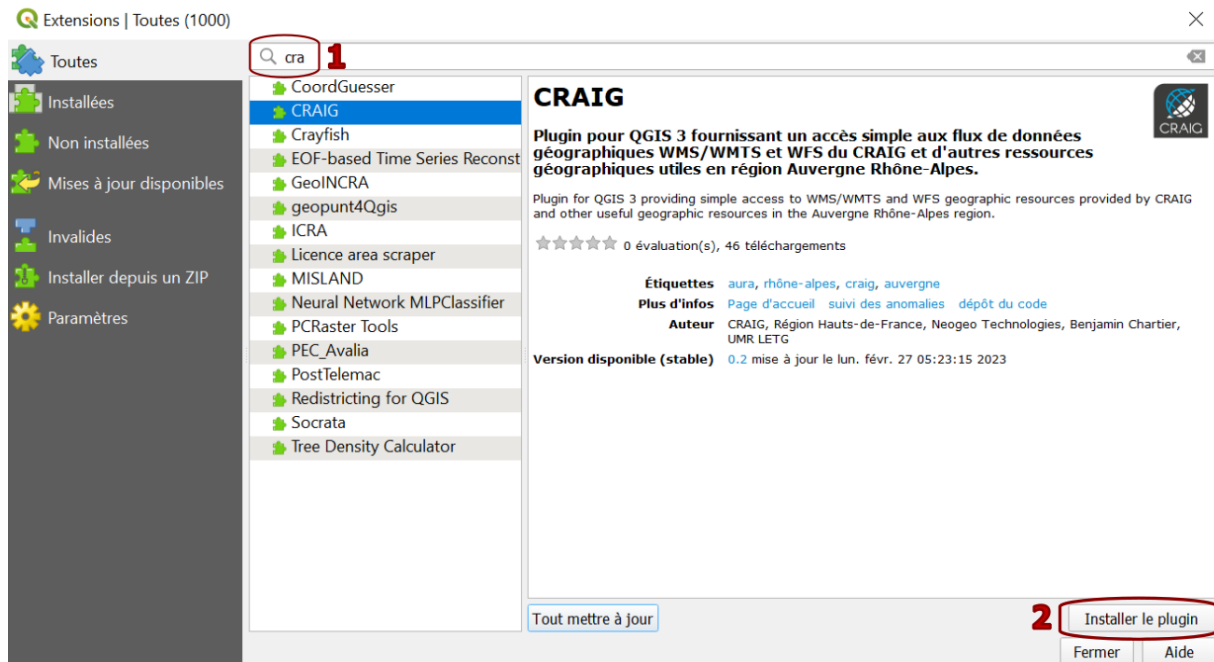 Extensions | Toutes (1000)
Toutes
Installées
Non installées
Mises à jour disponibles
Invalides
Installer depuis un ZIP
Paramètres
cra
1
CoordGuesser
CRAIG
Crayfish
EOF-based Time Series Reconst
GeoINCRA
geopunt4Qgis
ICRA
Licence area scraper
MISLAND
Neural Network MLPClassifier
PCRaster Tools
PEC_Avalia
PostTelemac
Redistricting for QGIS
Socrata
Tree Density Calculator
CRAIG
CRAIG
Plugin pour QGIS 3 fournissant un accès simple aux flux de données
géographiques WMS/WMTS et WFS du CRAIG et d'autres ressources
géographiques utiles en région Auvergne Rhône-Alpes.
Plugin for QGIS 3 providing simple access to WMS/WMTS and WFS geographic resources provided by CRAIG
and other useful geographic resources in the Auvergne Rhône-Alpes region.
0 évaluation(s), 46 téléchargements
Étiquettes aura, rhône-alpes, craig, auvergne
Plus d'infos Page d'accueil suivi des anomalies dépôt du code
Auteur CRAIG, Région Hauts-de-France, Neogeo Technologies, Benjamin Chartier,
UMR LETG
Version disponible (stable) 0.2 mise à jour le lun. févr. 27 05:23:15 2023
Tout mettre à jour
2
Installer le plugin
Fermer
Aide